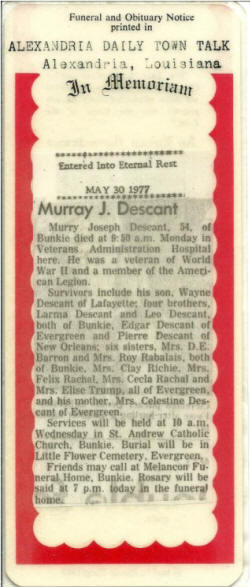 Funeral and Obituary Notice
printed in
ALEXANDRIA DAILY TOWN TALK
Alexandria, Louisiana
In Memoriam
Entered Into Eternal Rest
MAY 30 1977
Murray J. Descant
Murry Joseph Descant, 54, of
Bunkie died at 9:50 a.m. Monday in
Veterans Administration Hospital
here. He was a veteran of World
War II and a member of the Ameri-
can Legion.
Survivors include his son, Wayne
Descant of Lafayette; four brothers,
Larma Descant and Leo Descant,
both of Bunkie, Edgar Descant of
Evergreen and Pierre Descant of
New Orleans; six sisters, Mrs. D.E.
Barron and Mrs. Roy Rabalais, both
of Bunkie, Mrs. Clay Richie, Mrs.
Felix Rachal, Mrs. Cecla Rachal and
Mrs. Elise Trump, all of Evergreen,
and his mother, Mrs. Celestine Des-
cant of Evergreen.
Services will be held at 10 a.m.
Wednesday in St. Andrew Catholic
Church, Bunkie. Burial will be in
Little Flower Cemetery, Evergreen.
Friends may call at Melancon Fu-
neral Home, Bunkie. Rosary will be
said at 7 p.m. today in the funeral
home.